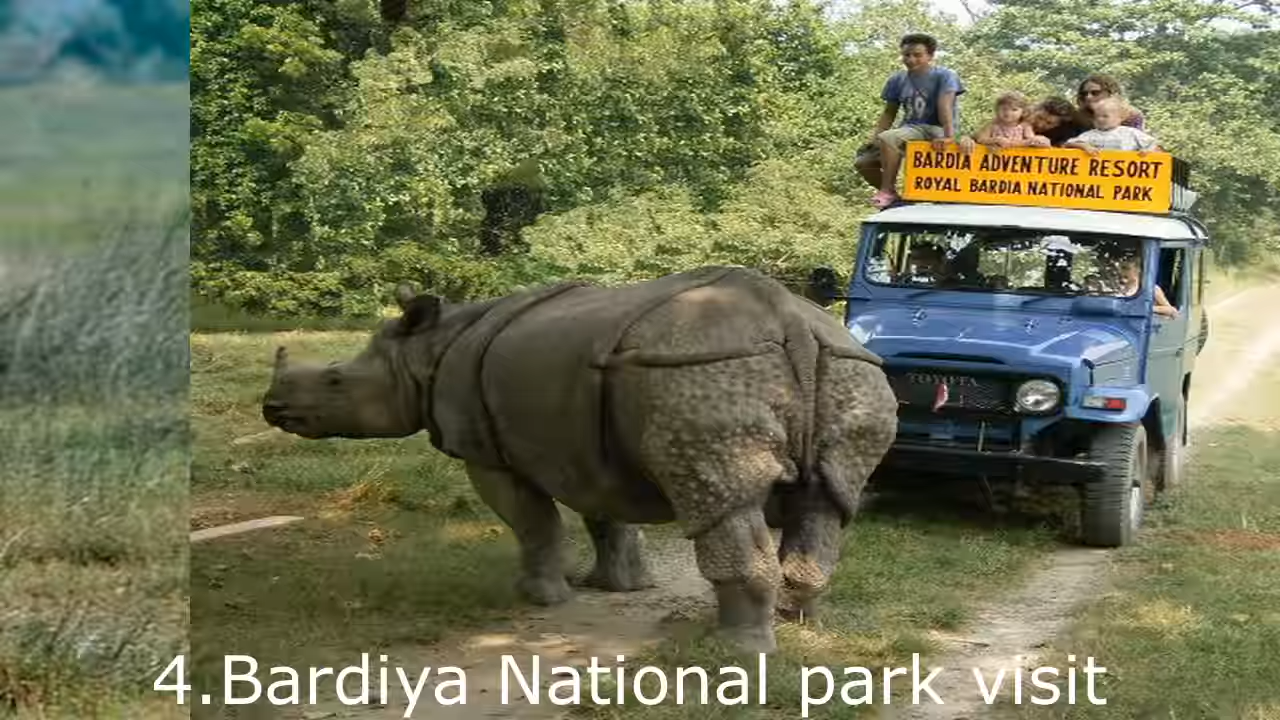 BARDIA ADVENTURE RESORT
ROYAL BARDIA NATIONAL PARK
TOYOTA
4.Bardiya National park visit